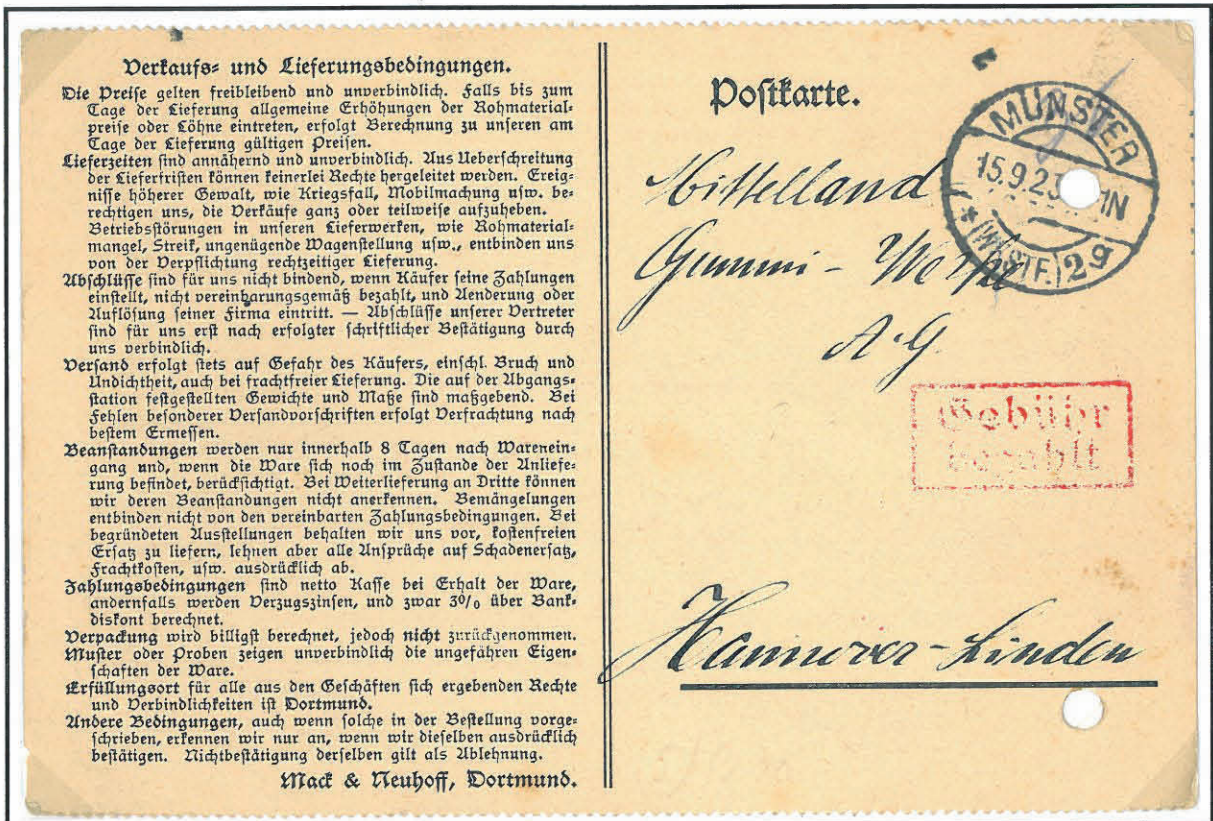 Verkaufs- und Lieferungsbedingungen.
Die Preise gelten freibleibend und unverbindlich. Falls bis zum
Tage der Lieferung allgemeine Erhöhungen der Rohmaterial-
preise oder Löhne eintreten, erfolgt Berechnung zu unseren am
Tage der Lieferung gültigen Preisen.
Lieferzeiten sind annähernd und unverbindlich. Aus Ueberschreitung
der Lieferfristen können keinerlei Rechte hergeleitet werden. Ereig-
nisse höherer Gewalt, wie Kriegsfall, Mobilmachung usw. be-
rechtigen uns, die Verkäufe ganz oder teilweise aufzuheben.
Betriebsstörungen in unseren Lieferwerken, wie Rohmaterial-
mangel, Streik, ungenügende Wagenstellung usw., entbinden uns
von der Verpflichtung rechtzeitiger Lieferung.
Abschlüsse sind für uns nicht bindend, wenn Käufer seine Zahlungen
einstellt, nicht vereinbarungsgemäß bezahlt, und Aenderung oder
Auflösung seiner Firma eintritt. — Abschlüsse unserer Vertreter
sind für uns erst nach erfolgter schriftlicher Bestätigung durch
uns verbindlich.
Versand erfolgt stets auf Gefahr des Käufers, einschl. Bruch und
Undichtheit, auch bei frachtfreier Lieferung. Die auf der Abgangs-
station festgestellten Gewichte und Maße sind maßgebend. Bei
Fehlen besonderer Versandvorschriften erfolgt Verfrachtung nach
bestem Ermessen.
Beanstandungen werden nur innerhalb 8 Tagen nach Warenein-
gang und, wenn die Ware sich noch im Zustande der Anliefe-
rung befindet, berücksichtigt. Bei Weiterlieferung an Dritte können
wir deren Beanstandungen nicht anerkennen. Bemängelungen
entbinden nicht von den vereinbarten Zahlungsbedingungen. Bei
begründeten Ausstellungen behalten wir uns vor, kostenfreien
Ersatz zu liefern, lehnen aber alle Ansprüche auf Schadenersatz,
Frachtkosten, usw. ausdrücklich ab.
Zahlungsbedingungen sind netto Kasse bei Erhalt der Ware,
andernfalls werden Verzugszinsen, und zwar 3% über Bank-
diskont berechnet.
Verpackung wird billigst berechnet, jedoch nicht zurückgenommen.
Muster oder Proben zeigen unverbindlich die ungefähren Eigen-
schaften der Ware.
Erfüllungsort für alle aus den Geschäften sich ergebenden Rechte
und Verbindlichkeiten ist Dortmund.
Andere Bedingungen, auch wenn solche in der Bestellung vorge-
schrieben, erkennen wir nur an, wenn wir dieselben ausdrücklich
bestätigen. Nichtbestätigung derselben gilt als Ablehnung.
Mack & Neuhoff, Dortmund.
Postkarte.
MÜNSTER
15.9.23
* (WESTF.) 2g
Mittelland
Gummi - Werke
A.G.
Gebühr
bezahlt
Hannover-Linden